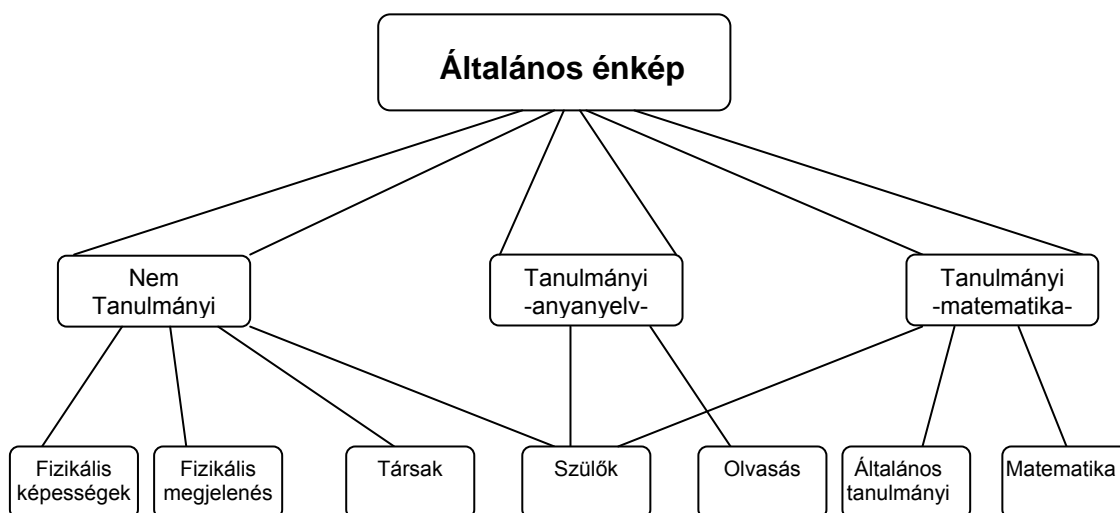 Általános énkép
Nem
Tanulmányi
Tanulmányi
-anyanyelv-
Tanulmányi
-matematika-
Fizikális
képességek
Fizikális
megjelenés
Társak
Szülők
Olvasás
Általános
tanulmányi
Matematika